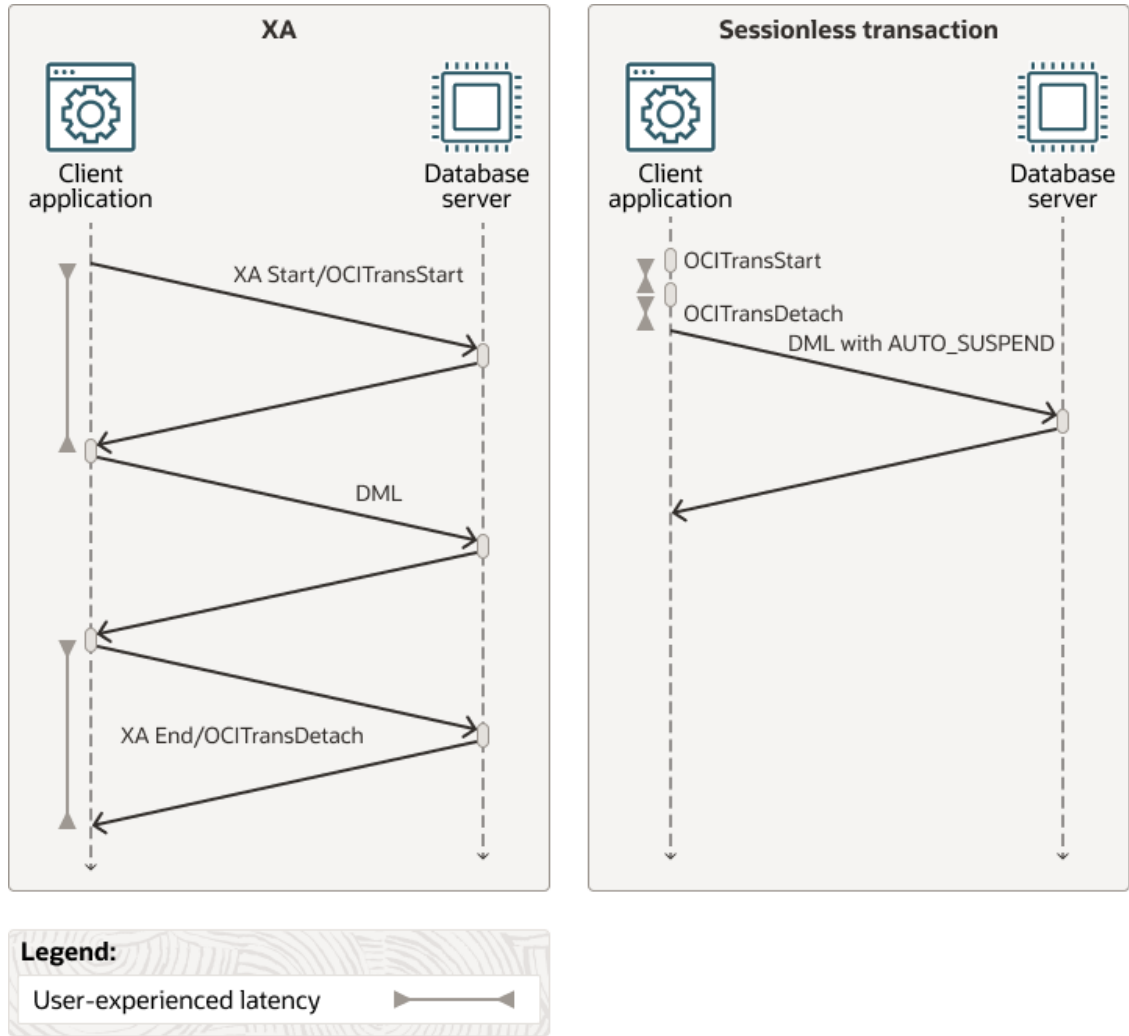 XA
Client
application
Database
server
XA Start/OCITransStart
DML
XA End/OCITransDetach
Sessionless transaction
Client
application
Database
server
OCITransStart
OCITransDetach
DML with AUTO_SUSPEND
Legend:
User-experienced latency